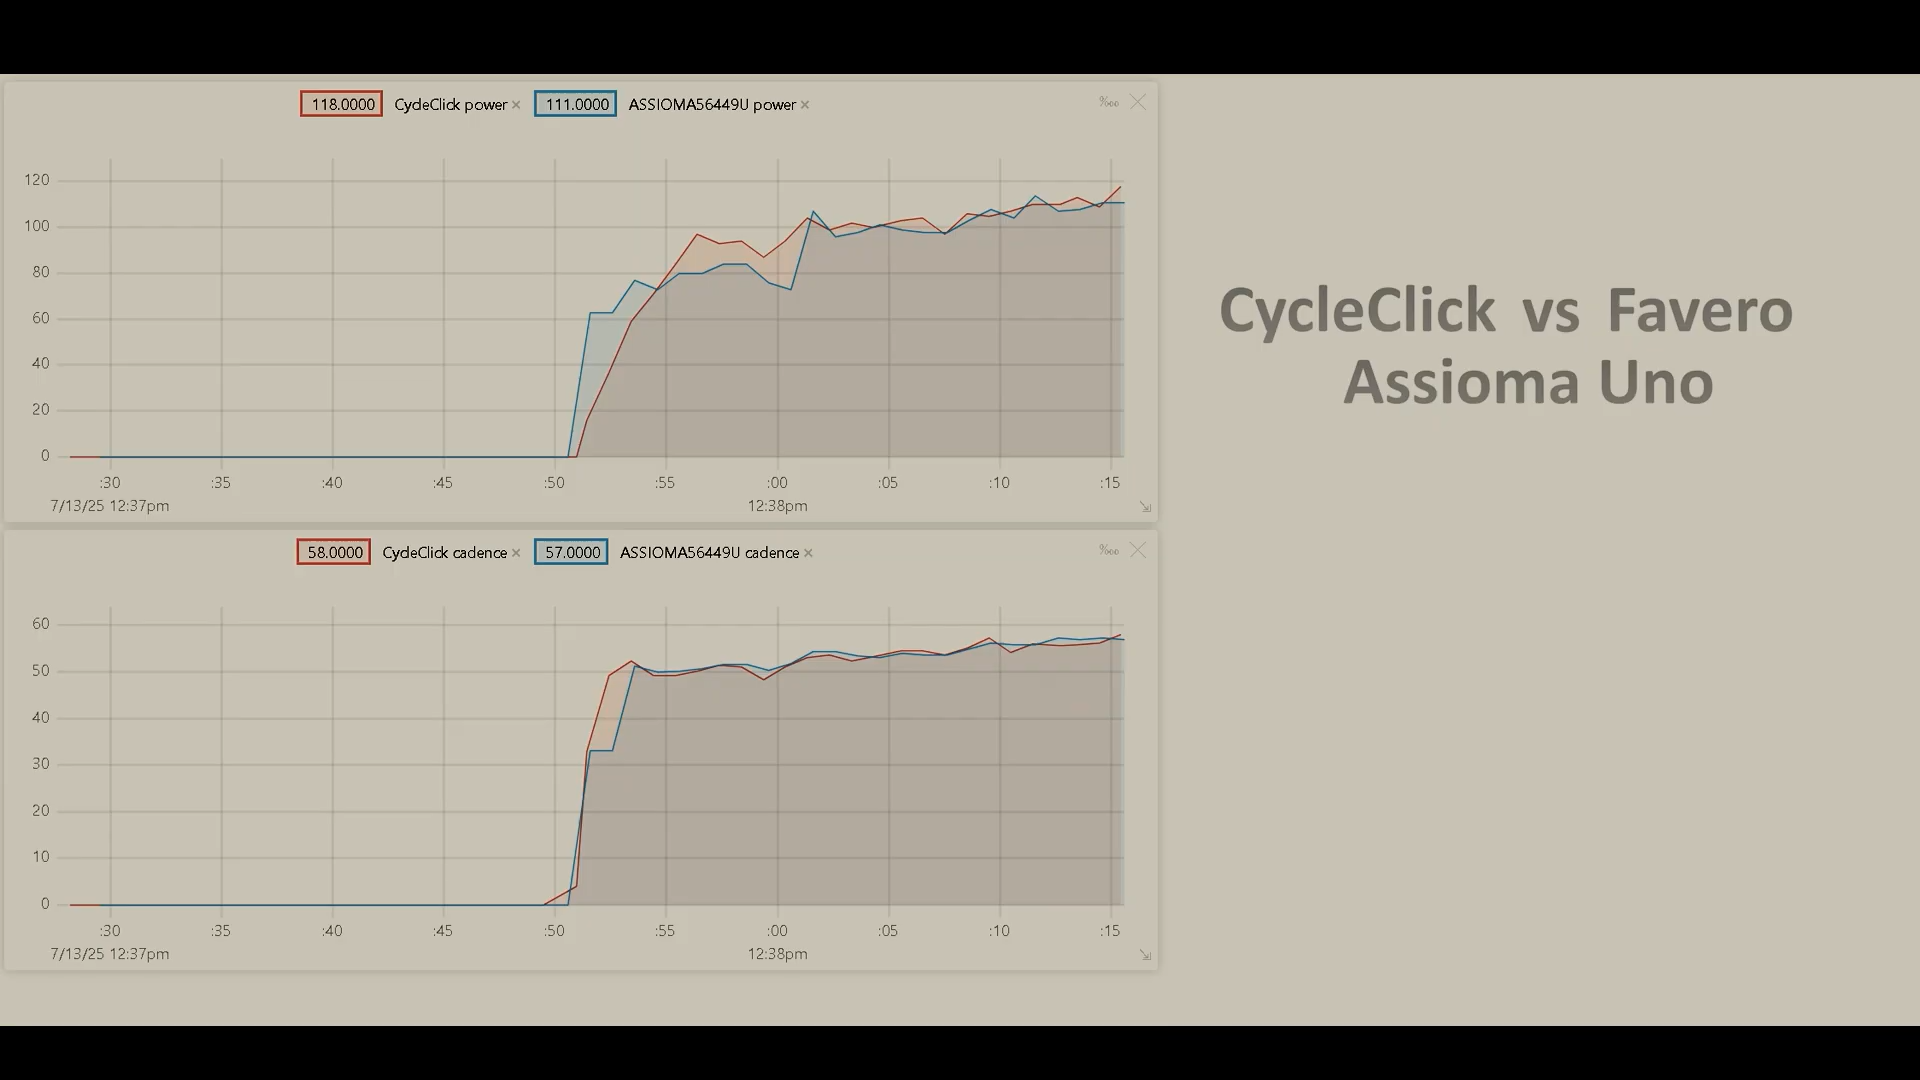 118.0000 CycleClick power × 111.0000 ASSIOMA56449U power ×
120
100
80
60
40
20
0
:30 :35 :40 :45 :50 :55 :00 :05 :10 :15
7/13/25 12:37pm 12:38pm
58.0000 CycleClick cadence × 57.0000 ASSIOMA56449U cadence ×
60
50
40
30
20
10
0
:30 :35 :40 :45 :50 :55 :00 :05 :10 :15
7/13/25 12:37pm 12:38pm
CycleClick vs Favero
Assioma Uno